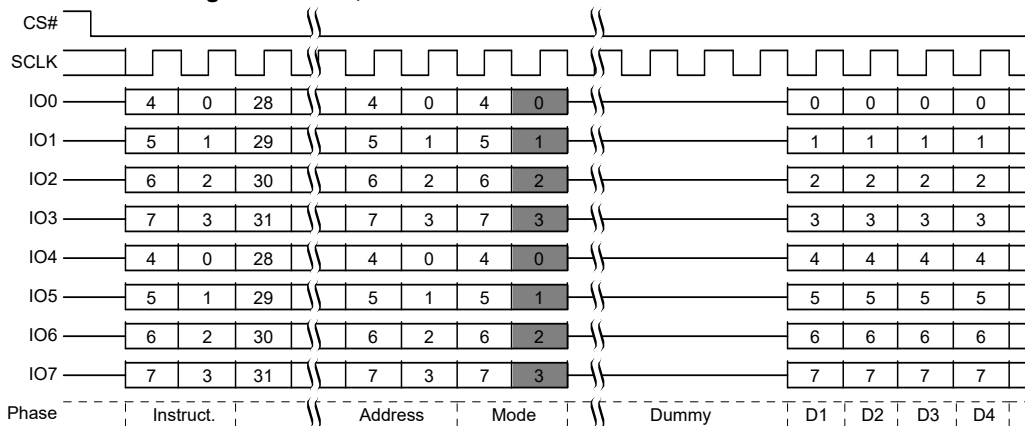 CS#
SCLK
IO0 4 0 28 4 0 4 0 0 0 0 0
IO1 5 1 29 5 1 5 1 1 1 1 1
IO2 6 2 30 6 2 6 2 2 2 2 2
IO3 7 3 31 7 3 7 3 3 3 3 3
IO4 4 0 28 4 0 4 0 4 4 4 4
IO5 5 1 29 5 1 5 1 5 5 5 5
IO6 6 2 30 6 2 6 2 6 6 6 6
IO7 7 3 31 7 3 7 3 7 7 7 7
Phase Instruct. Address Mode Dummy D1 D2 D3 D4